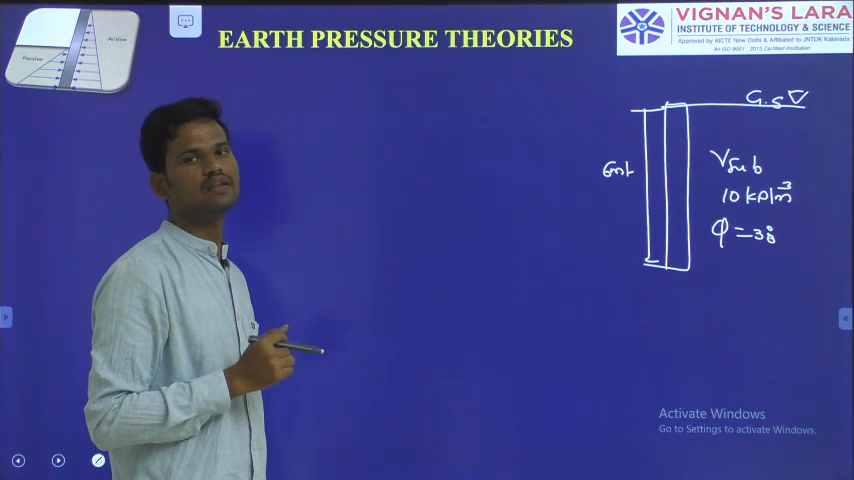 Passive
Active
EARTH PRESSURE THEORIES
VIGNAN'S LARA
INSTITUTE OF TECHNOLOGY & SCIENCE
Approved by AICTE New Delhi & Affiliated to JNTUK Kakinada
An ISO 9001 : 2015 Certified Institution
G.S
6mt
γsub
10 kN/m3
φ =
Activate Windows
Go to Settings to activate Windows.